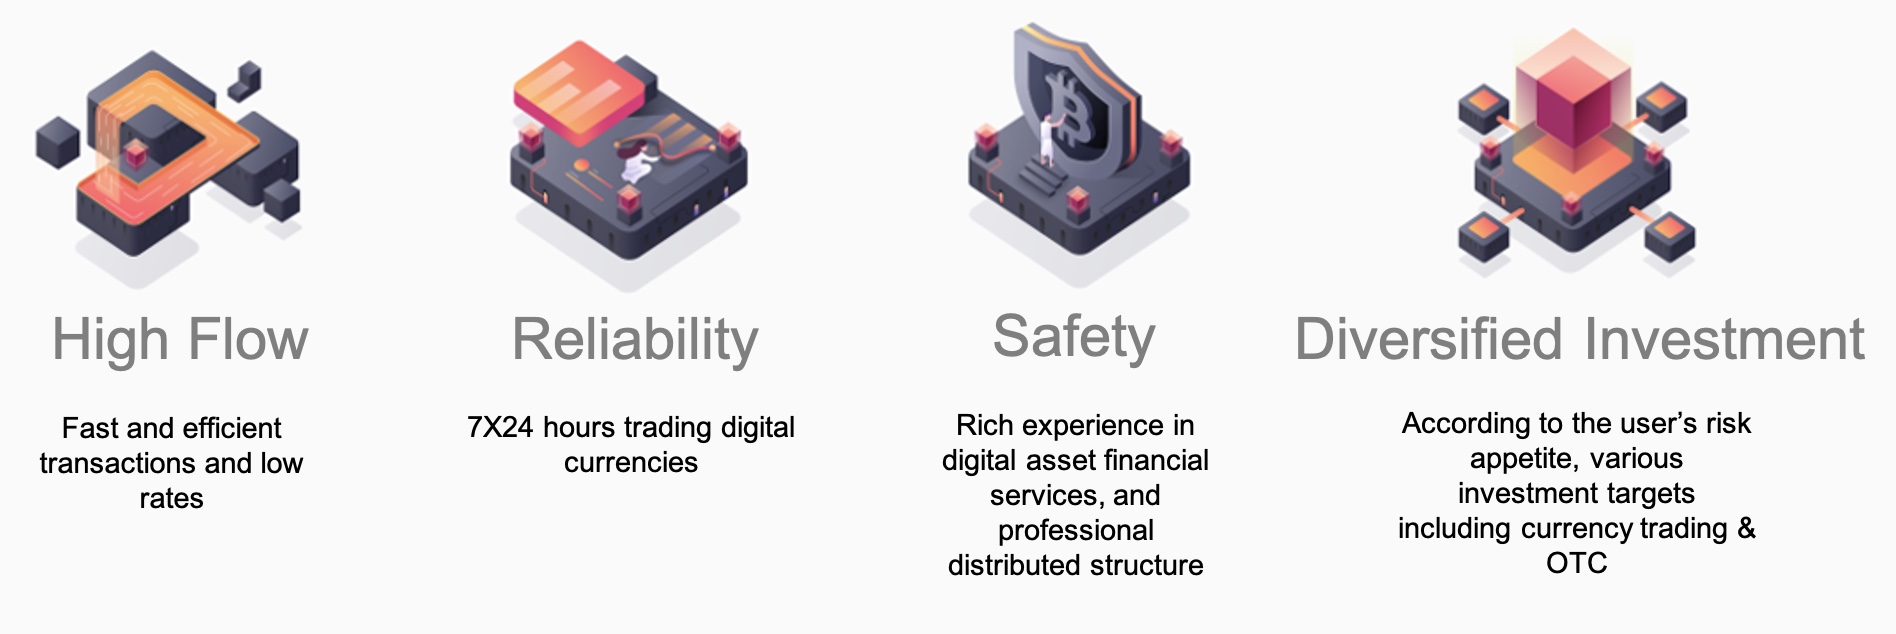 High Flow
Fast and efficient
transactions and low
rates
Reliability
7X24 hours trading digital
currencies
Safety
Rich experience in
digital asset financial
services, and
professional
distributed structure
Diversified Investment
According to the user’s risk
appetite, various
investment targets
including currency trading &
OTC